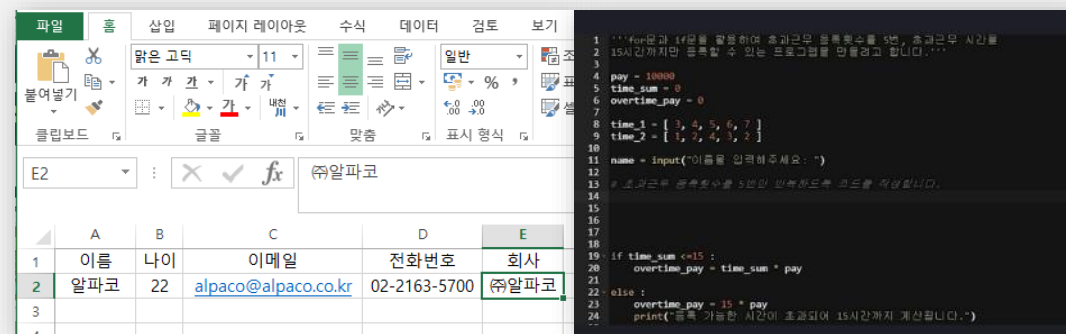 파일 홈 삽입 페이지 레이아웃 수식 데이터 검토 보기
맑은 고딕 11 일반
붙여넣기 가 가 가 가 가 %
가 내천
클립보드 글꼴 맞춤 표시 형식
E2 fx ㈜알파코
A B C D E
1 이름 나이 이메일 전화번호 회사
2 알파코 22 alpaco@alpaco.co.kr 02-2163-5700 ㈜알파코
3
1 '''for문과 if문을 활용하여 초과근무 등록횟수를 5번, 초과근무 시간을
2 15시간까지만 등록할 수 있는 프로그램을 만들려고 합니다.'''
3
4 pay = 10000
5 time_sum = 0
6 overtime_pay = 0
7
8 time_1 = [ 3, 4, 5, 6, 7 ]
9 time_2 = [ 1, 2, 4, 3, 2 ]
10
11 name = input("이름을 입력해주세요: ")
12
13 # 초과근무 등록횟수를 5번만 반복하도록 코드를 작성합니다.
14
15
16
17
18
19 if time_sum <=15 :
20 overtime_pay = time_sum * pay
21
22 else :
23 overtime_pay = 15 * pay
24 print("등록 가능한 시간이 초과되어 15시간까지 계산됩니다.")